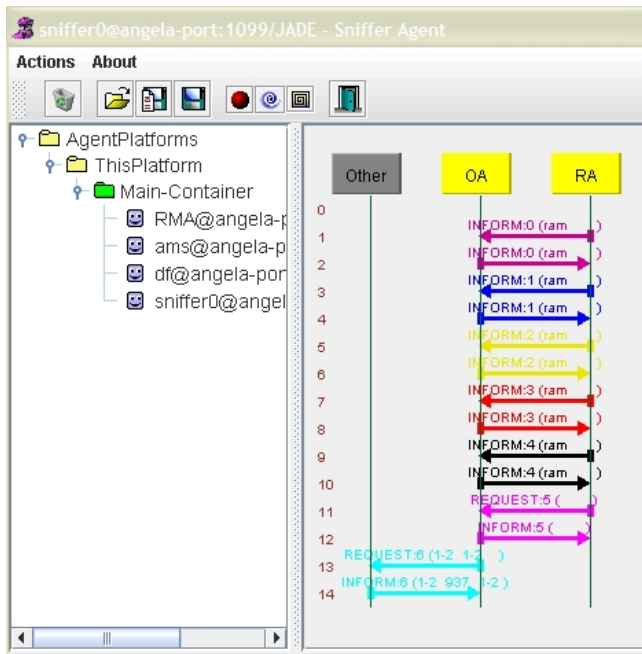 sniffer0@angela-port:1099/JADE - Sniffer Agent
Actions About
AgentPlatforms
ThisPlatform
Main-Container
RMA@angela-p
ams@angela-p
df@angela-por
sniffer0@angel
Other OA RA
0
INFORM:0 (ram )
1
INFORM:0 (ram )
2
INFORM:1 (ram )
3
INFORM:1 (ram )
4
INFORM:2 (ram )
5
INFORM:2 (ram )
6
INFORM:3 (ram )
7
INFORM:3 (ram )
8
INFORM:4 (ram )
9
INFORM:4 (ram )
10
REQUEST:5 ( )
11
INFORM:5 ( )
12
REQUEST:6 (1-2 1-2 )
13
INFORM:6 (1-2 937 1-2 )
14